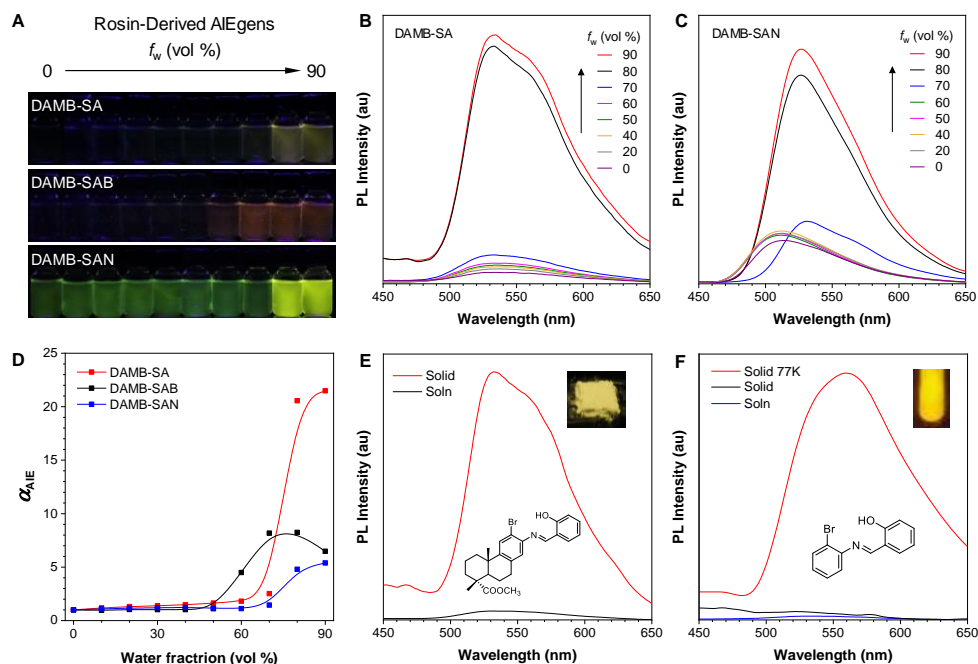 A
Rosin-Derived AIEgens
fw (vol %)
0
90
DAMB-SA
DAMB-SAB
DAMB-SAN
B
DAMB-SA
fw (vol %)
90
80
70
60
50
40
20
0
PL Intensity (au)
450 500 550 600 650
Wavelength (nm)
C
DAMB-SAN
fw (vol %)
90
80
70
60
50
40
20
0
PL Intensity (au)
450 500 550 600 650
Wavelength (nm)
D
25
20
15
10
5
0
αAIE
DAMB-SA
DAMB-SAB
DAMB-SAN
0 30 60 90
Water fractrion (vol %)
E
Solid
Soln
PL Intensity (au)
HO
Br
N
COOCH3
450 500 550 600 650
Wavelength (nm)
F
Solid 77K
Solid
Soln
PL Intensity (au)
HO
Br
N
450 500 550 600 650
Wavelength (nm)